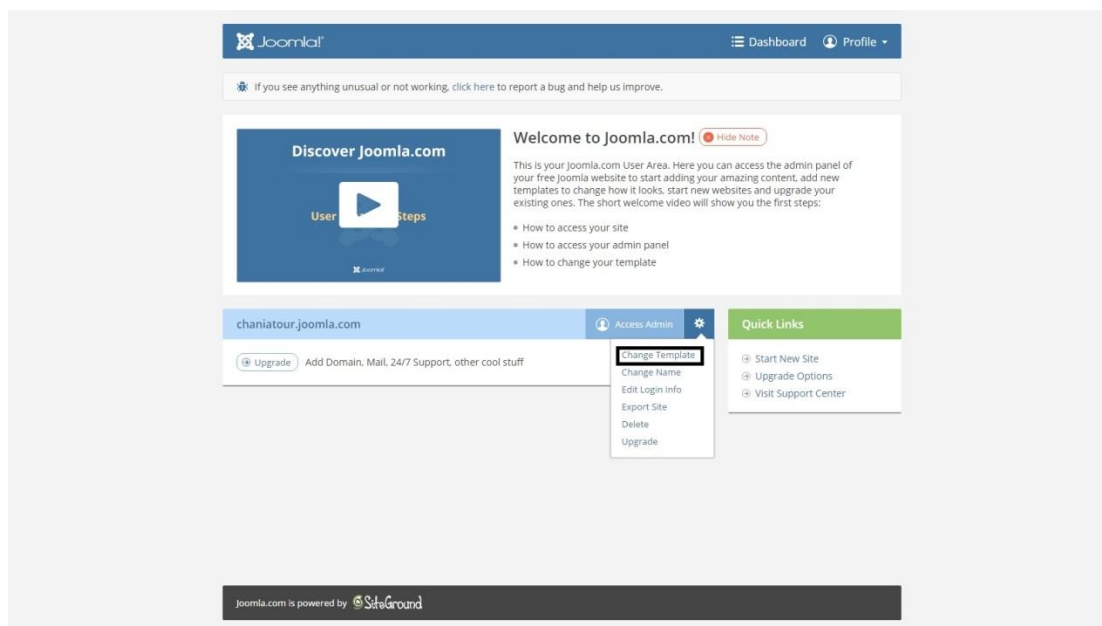 Joomla!
Dashboard Profile
If you see anything unusual or not working, click here to report a bug and help us improve.
Discover Joomla.com
User Steps
Joomla!
Welcome to Joomla.com! Hide Note
This is your Joomla.com User Area. Here you can access the admin panel of
your free Joomla website to start adding your amazing content, add new
templates to change how it looks, start new websites and upgrade your
existing ones. The short welcome video will show you the first steps:
How to access your site
How to access your admin panel
How to change your template
chaniatour.joomla.com
Access Admin
Upgrade Add Domain, Mail, 24/7 Support, other cool stuff
Change Template
Change Name
Edit Login Info
Export Site
Delete
Upgrade
Quick Links
Start New Site
Upgrade Options
Visit Support Center
Joomla.com is powered by SiteGround